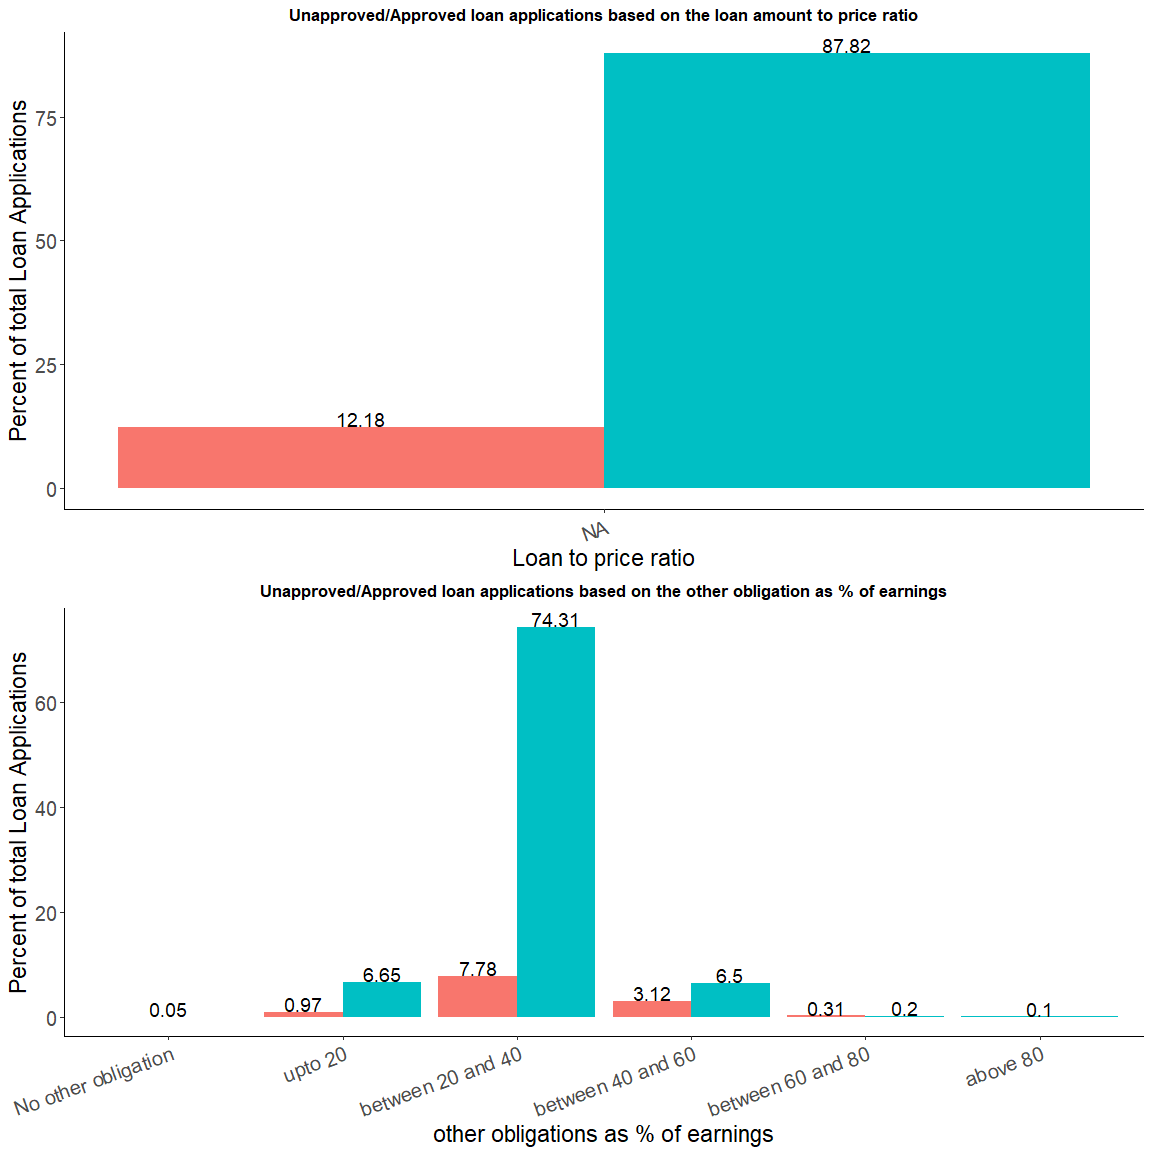 Unapproved/Approved loan applications based on the loan amount to price ratio
Percent of total Loan Applications
75
50
25
0
87.82
12.18
NA
Loan to price ratio
Unapproved/Approved loan applications based on the other obligation as % of earnings
Percent of total Loan Applications
60
40
20
0
0.05
0.97
6.65
7.78
74.31
3.12
6.5
0.31
0.2
0.1
No other obligation
upto 20
between 20 and 40
between 40 and 60
between 60 and 80
above 80
other obligations as % of earnings